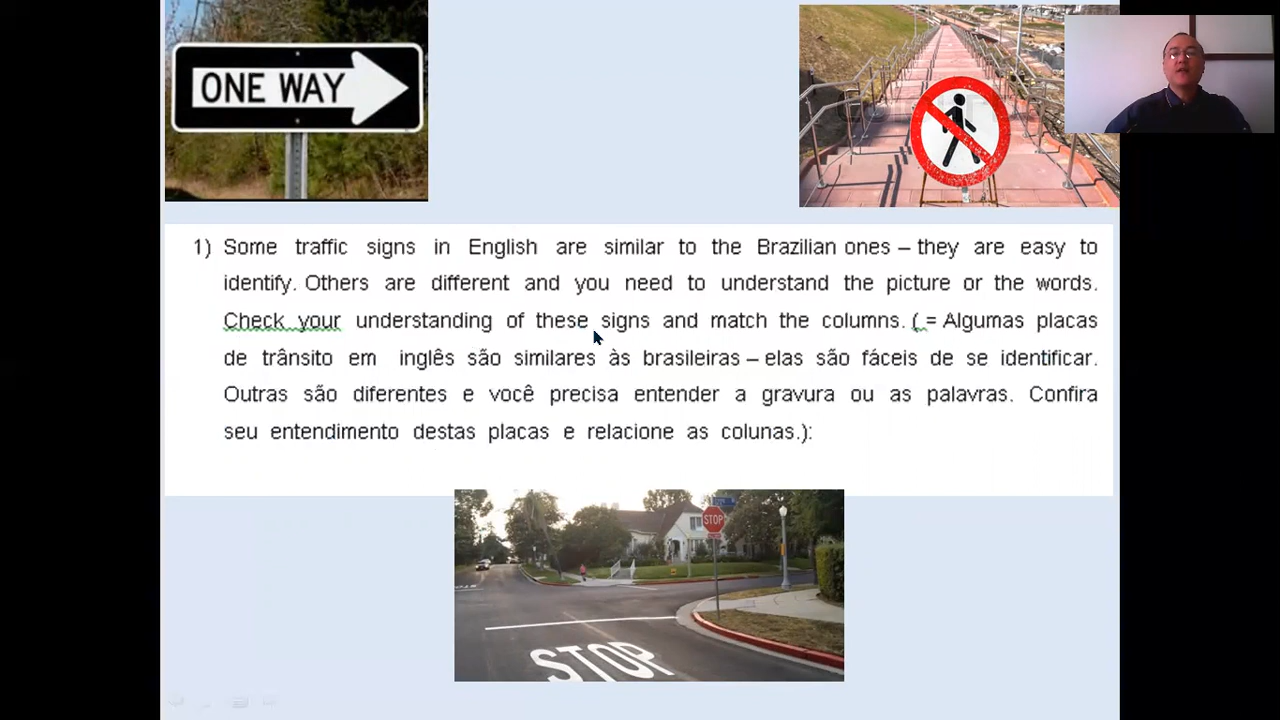 ONE WAY
1) Some traffic signs in English are similar to the Brazilian ones – they are easy to
identify. Others are different and you need to understand the picture or the words.
Check your understanding of these signs and match the columns. ( = Algumas placas
de trânsito em inglês são similares às brasileiras – elas são fáceis de se identificar.
Outras são diferentes e você precisa entender a gravura ou as palavras. Confira
seu entendimento destas placas e relacione as colunas.):
STOP
STOP